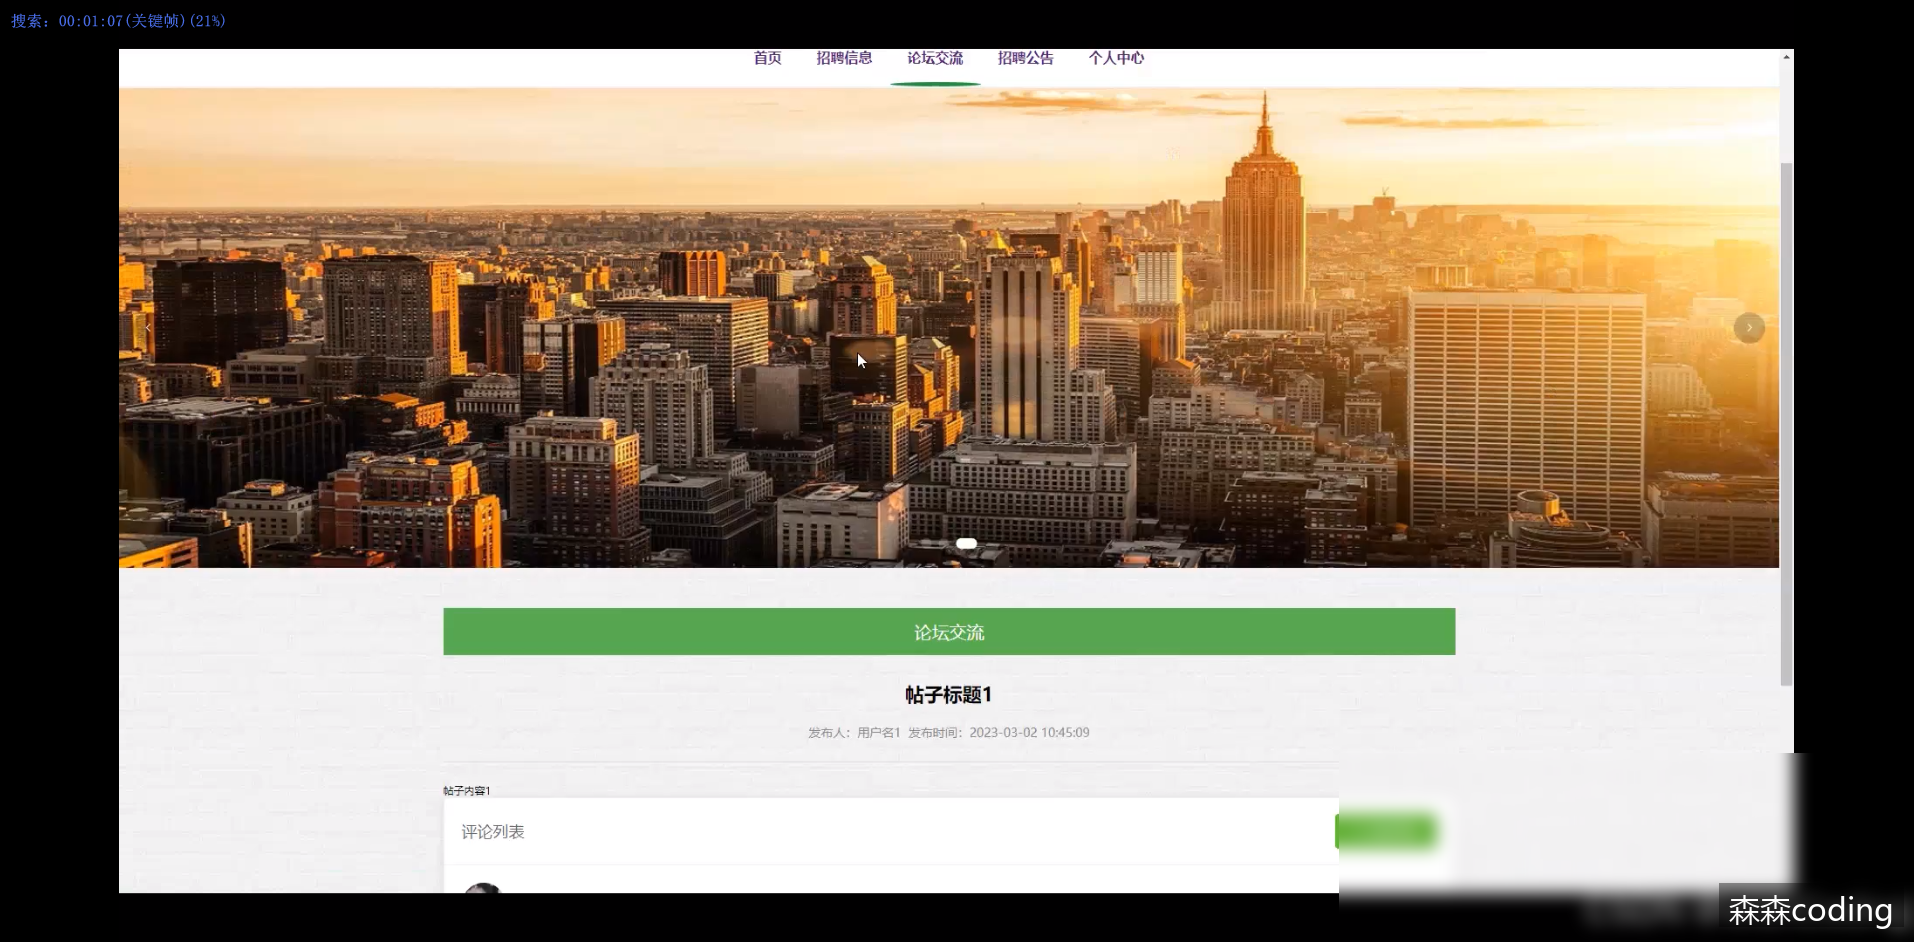 搜索：00:01:07(关键帧)(21%)
首页 招聘信息 论坛交流 招聘公告 个人中心
论坛交流
帖子标题1
发布人：用户名1 发布时间：2023-03-02 10:45:09
帖子内容1
评论列表
森森coding